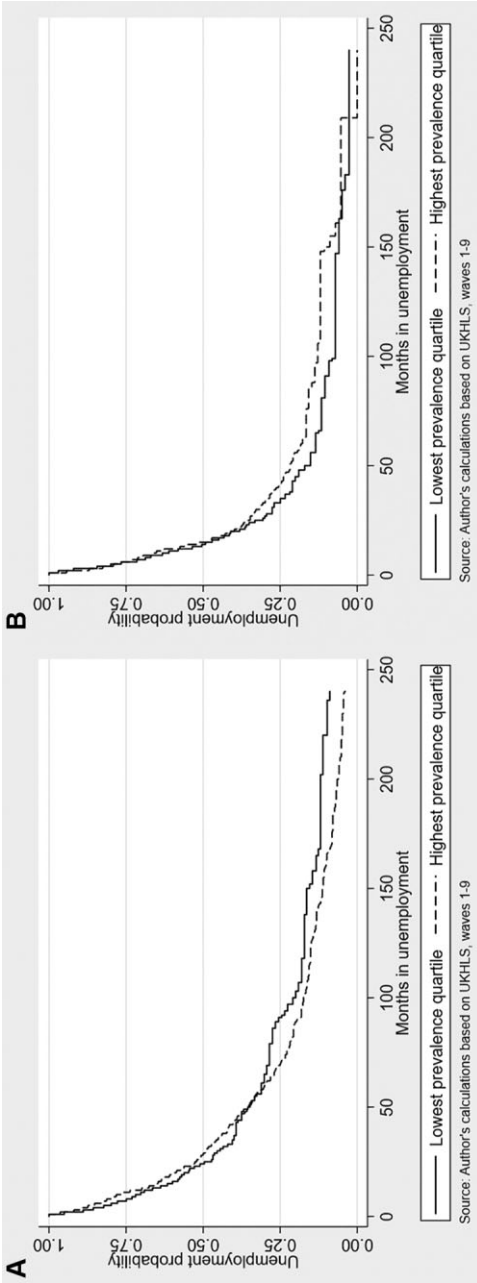 A
Unemployment probability
1.00
0.75
0.50
0.25
0.00
0
50
100
150
200
250
Months in unemployment
Lowest prevalence quartile
Highest prevalence quartile
Source: Author's calculations based on UKHLS, waves 1-9
B
Unemployment probability
1.00
0.75
0.50
0.25
0.00
0
50
100
150
200
250
Months in unemployment
Lowest prevalence quartile
Highest prevalence quartile
Source: Author's calculations based on UKHLS, waves 1-9